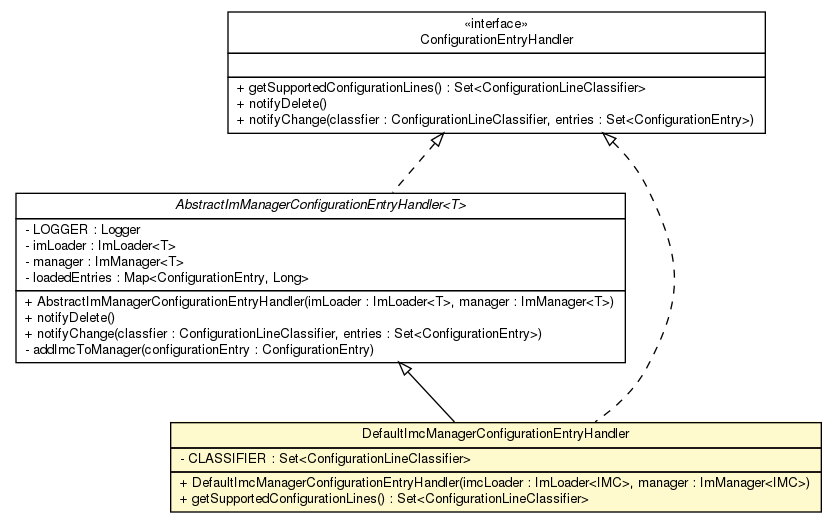 «interface»
ConfigurationEntryHandler
+ getSupportedConfigurationLines() : Set<ConfigurationLineClassifier>
+ notifyDelete()
+ notifyChange(classfier : ConfigurationLineClassifier, entries : Set<ConfigurationEntry>)
AbstractImManagerConfigurationEntryHandler<T>
- LOGGER : Logger
- imLoader : ImLoader<T>
- manager : ImManager<T>
- loadedEntries : Map<ConfigurationEntry, Long>
+ AbstractImManagerConfigurationEntryHandler(imLoader : ImLoader<T>, manager : ImManager<T>)
+ notifyDelete()
+ notifyChange(classfier : ConfigurationLineClassifier, entries : Set<ConfigurationEntry>)
- addImcToManager(configurationEntry : ConfigurationEntry)
DefaultImcManagerConfigurationEntryHandler
- CLASSIFIER : Set<ConfigurationLineClassifier>
+ DefaultImcManagerConfigurationEntryHandler(imcLoader : ImLoader<IMC>, manager : ImManager<IMC>)
+ getSupportedConfigurationLines() : Set<ConfigurationLineClassifier>